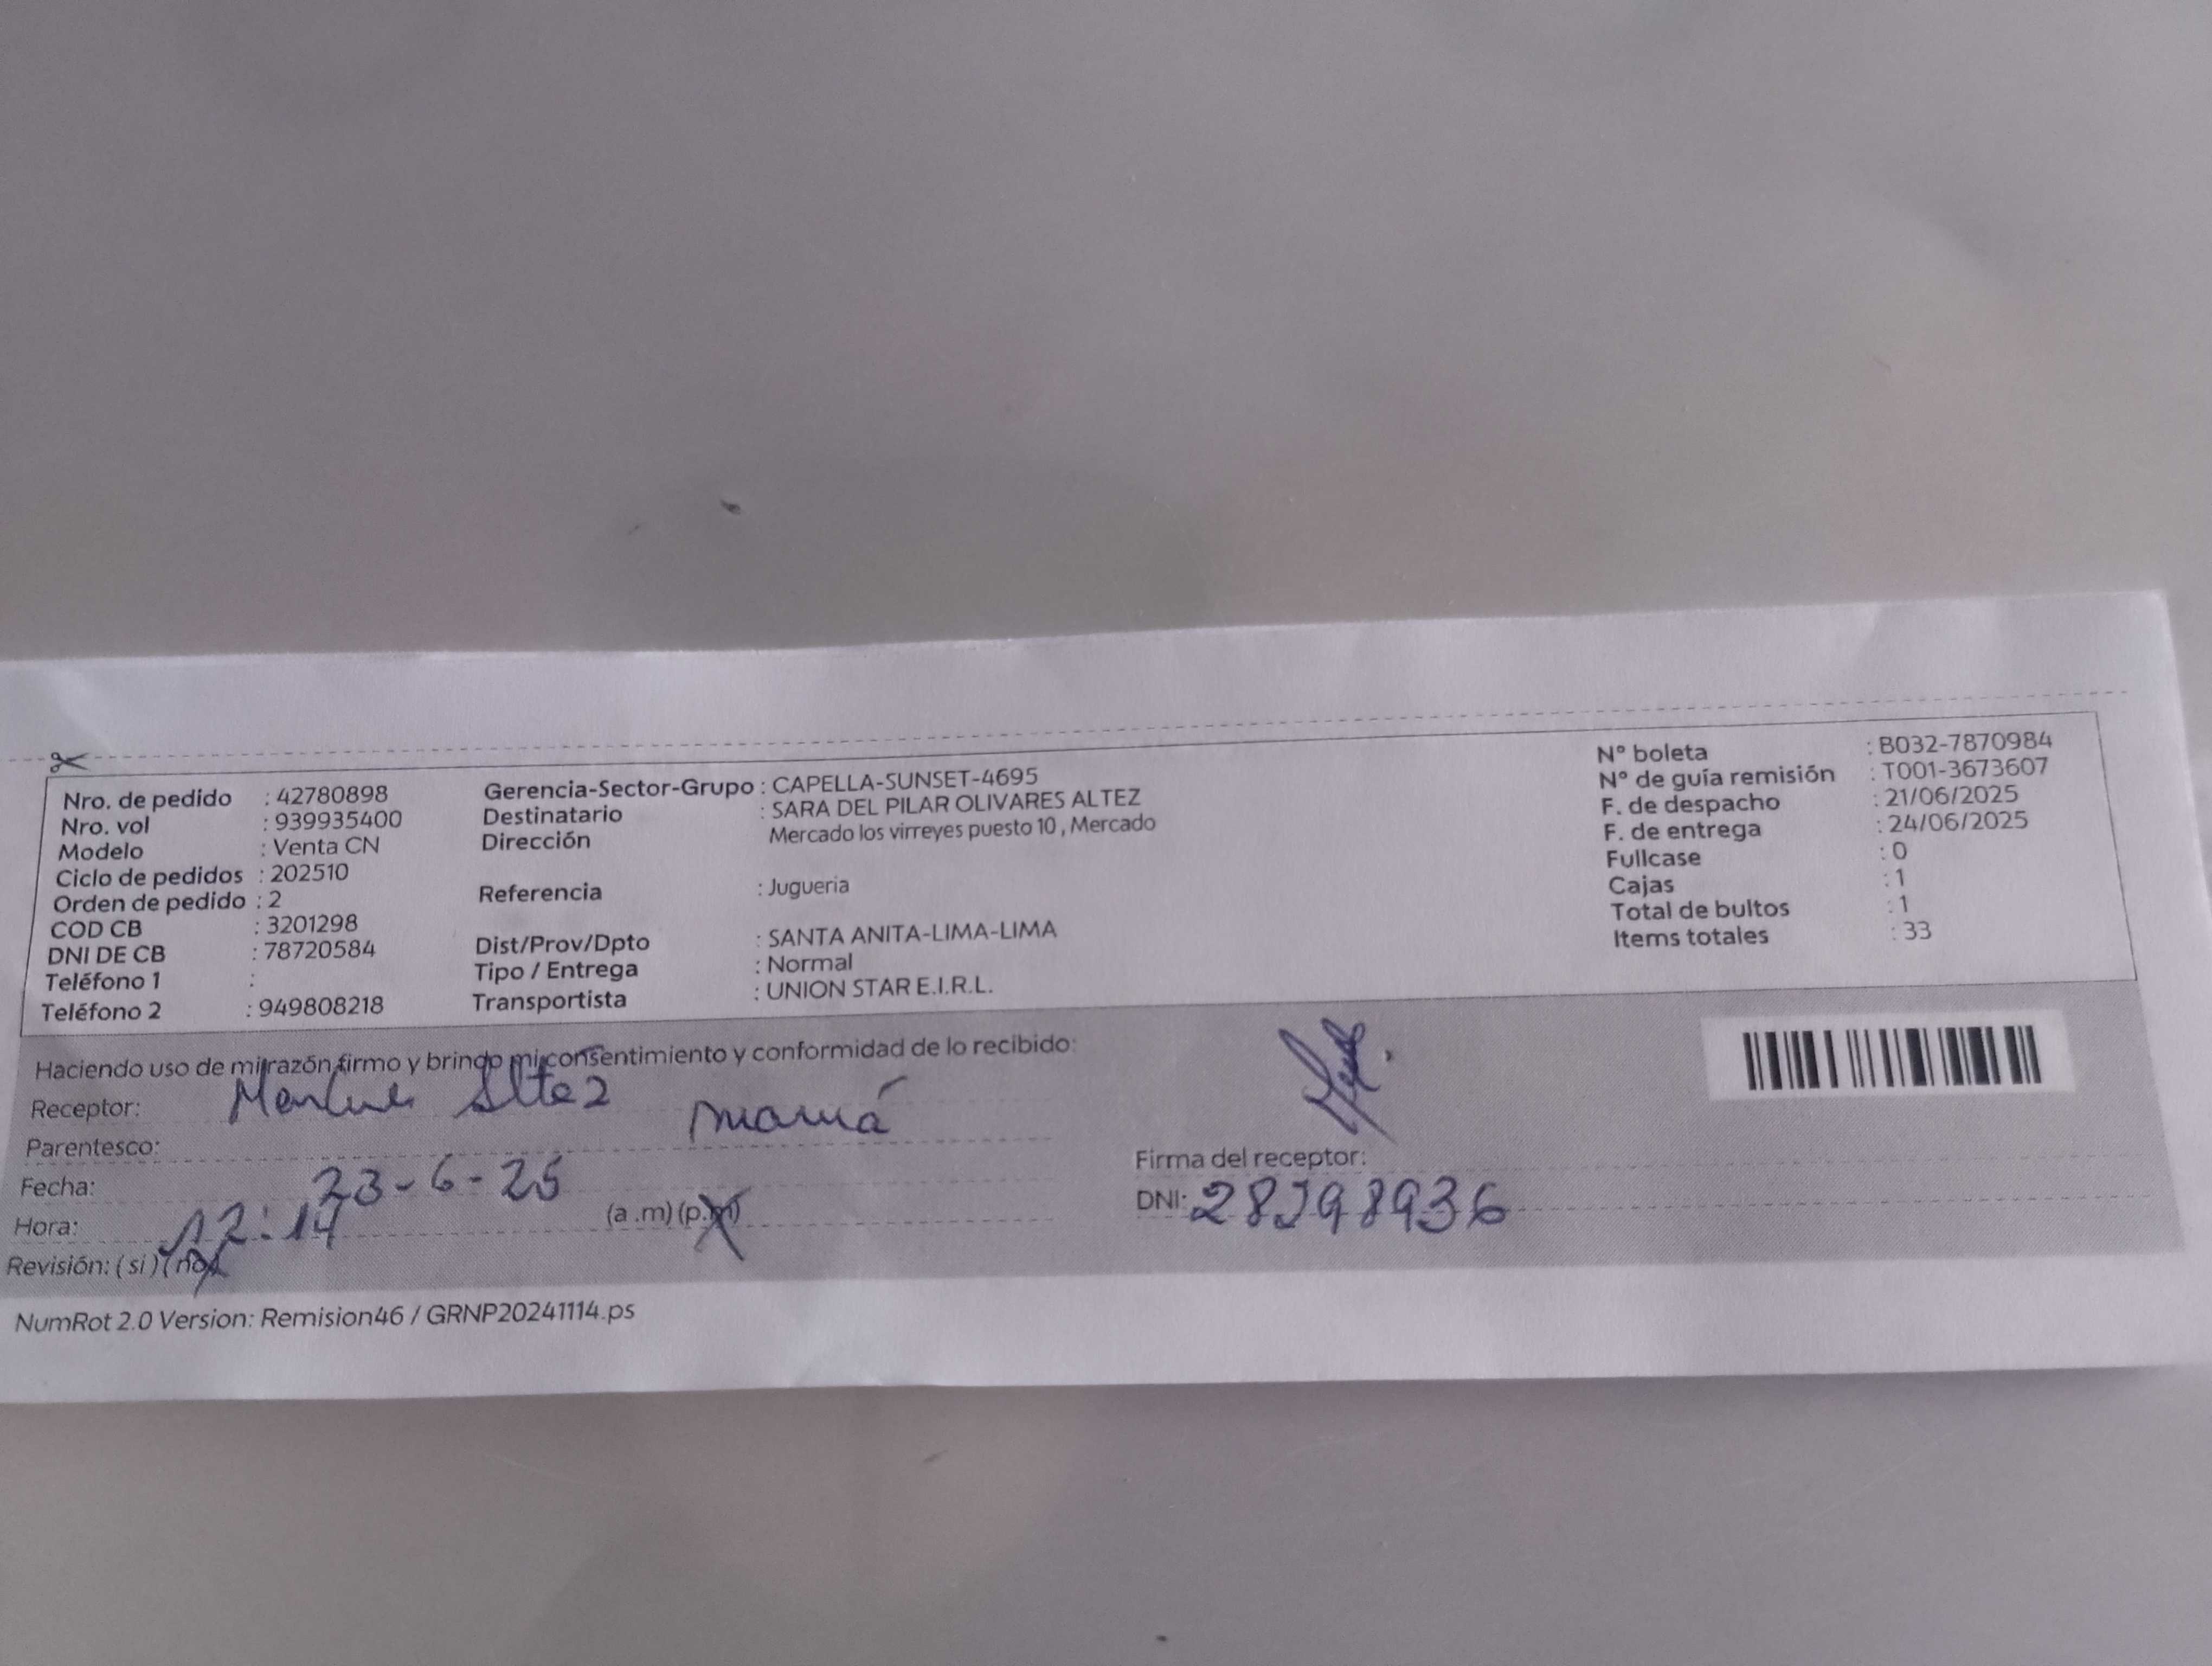 Nro. de pedido : 42780898
Nro. vol : 939935400
Modelo : Venta CN
Ciclo de pedidos : 202510
Orden de pedido : 2
COD CB : 3201298
DNI DE CB : 78720584
Teléfono 1 :
Teléfono 2 : 949808218
Gerencia-Sector-Grupo : CAPELLA-SUNSET-4695
Destinatario : SARA DEL PILAR OLIVARES ALTEZ
Dirección Mercado los virreyes puesto 10 , Mercado
Referencia : Jugueria
Dist/Prov/Dpto : SANTA ANITA-LIMA-LIMA
Tipo / Entrega : Normal
Transportista : UNION STAR E.I.R.L.
N° boleta : B032-7870984
N° de guía remisión : T001-3673607
F. de despacho : 21/06/2025
F. de entrega : 24/06/2025
Fullcase : 0
Cajas : 1
Total de bultos : 1
Items totales : 33
Haciendo uso de mi razón firmo y brindo mi consentimiento y conformidad de lo recibido:
Receptor: Altez
Parentesco: mamá
Fecha: 23-6-25
Hora: 12:14 (a .m) (p.m)
Revisión: ( si ) (no)
Firma del receptor:
DNI:
NumRot 2.0 Version: Remision46 / GRNP20241114.ps